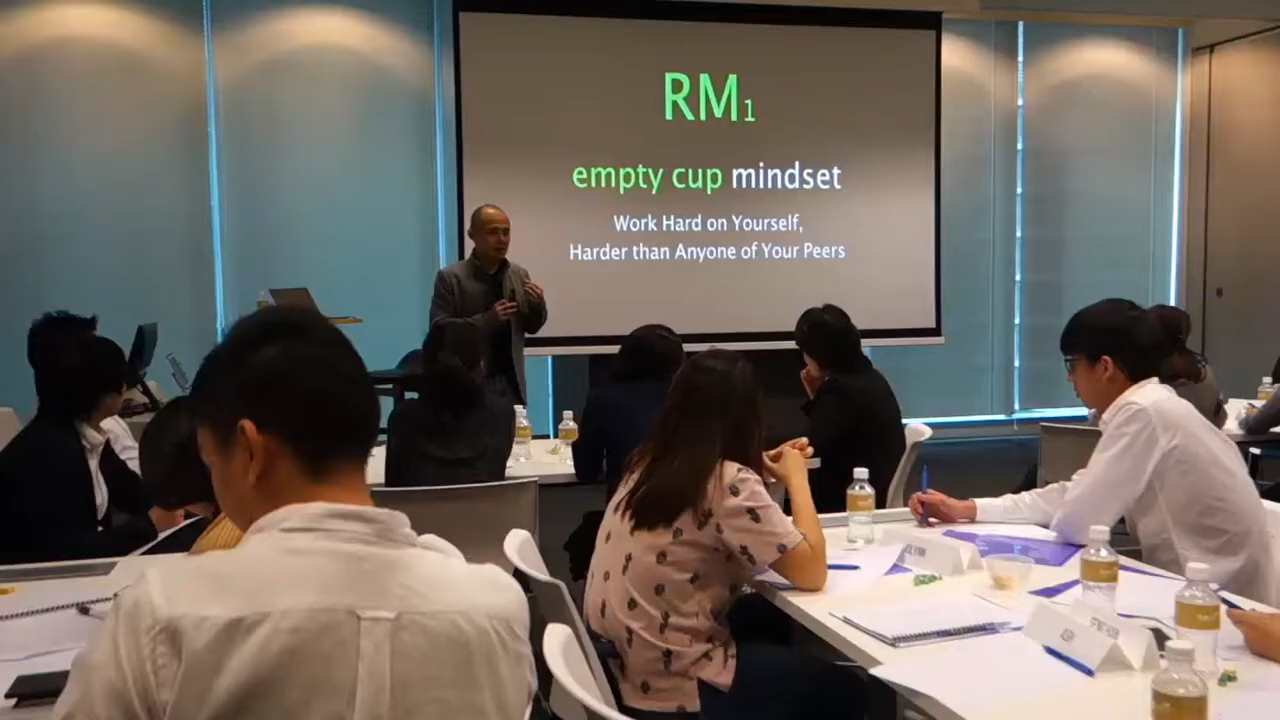 RM1
empty cup mindset
Work Hard on Yourself,
Harder than Anyone of Your Peers